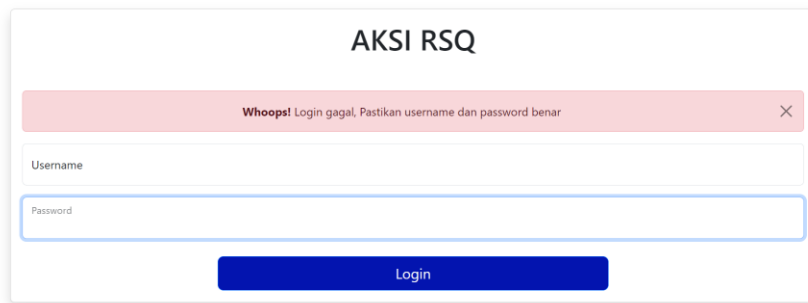 AKSI RSQ
Whoops! Login gagal, Pastikan username dan password benar
Username
Password
Login